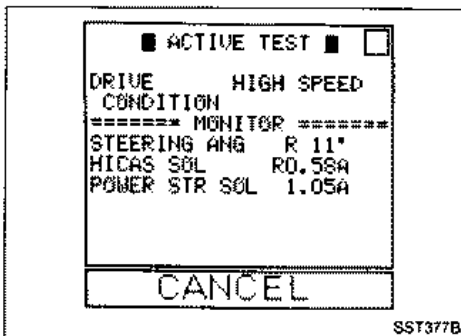 ■ ACTIVE TEST ■
DRIVE HIGH SPEED
CONDITION
======= MONITOR =======
STEERING ANG R 11°
HICAS SOL R0.58A
POWER STR SOL 1.05A
CANCEL
SST377B